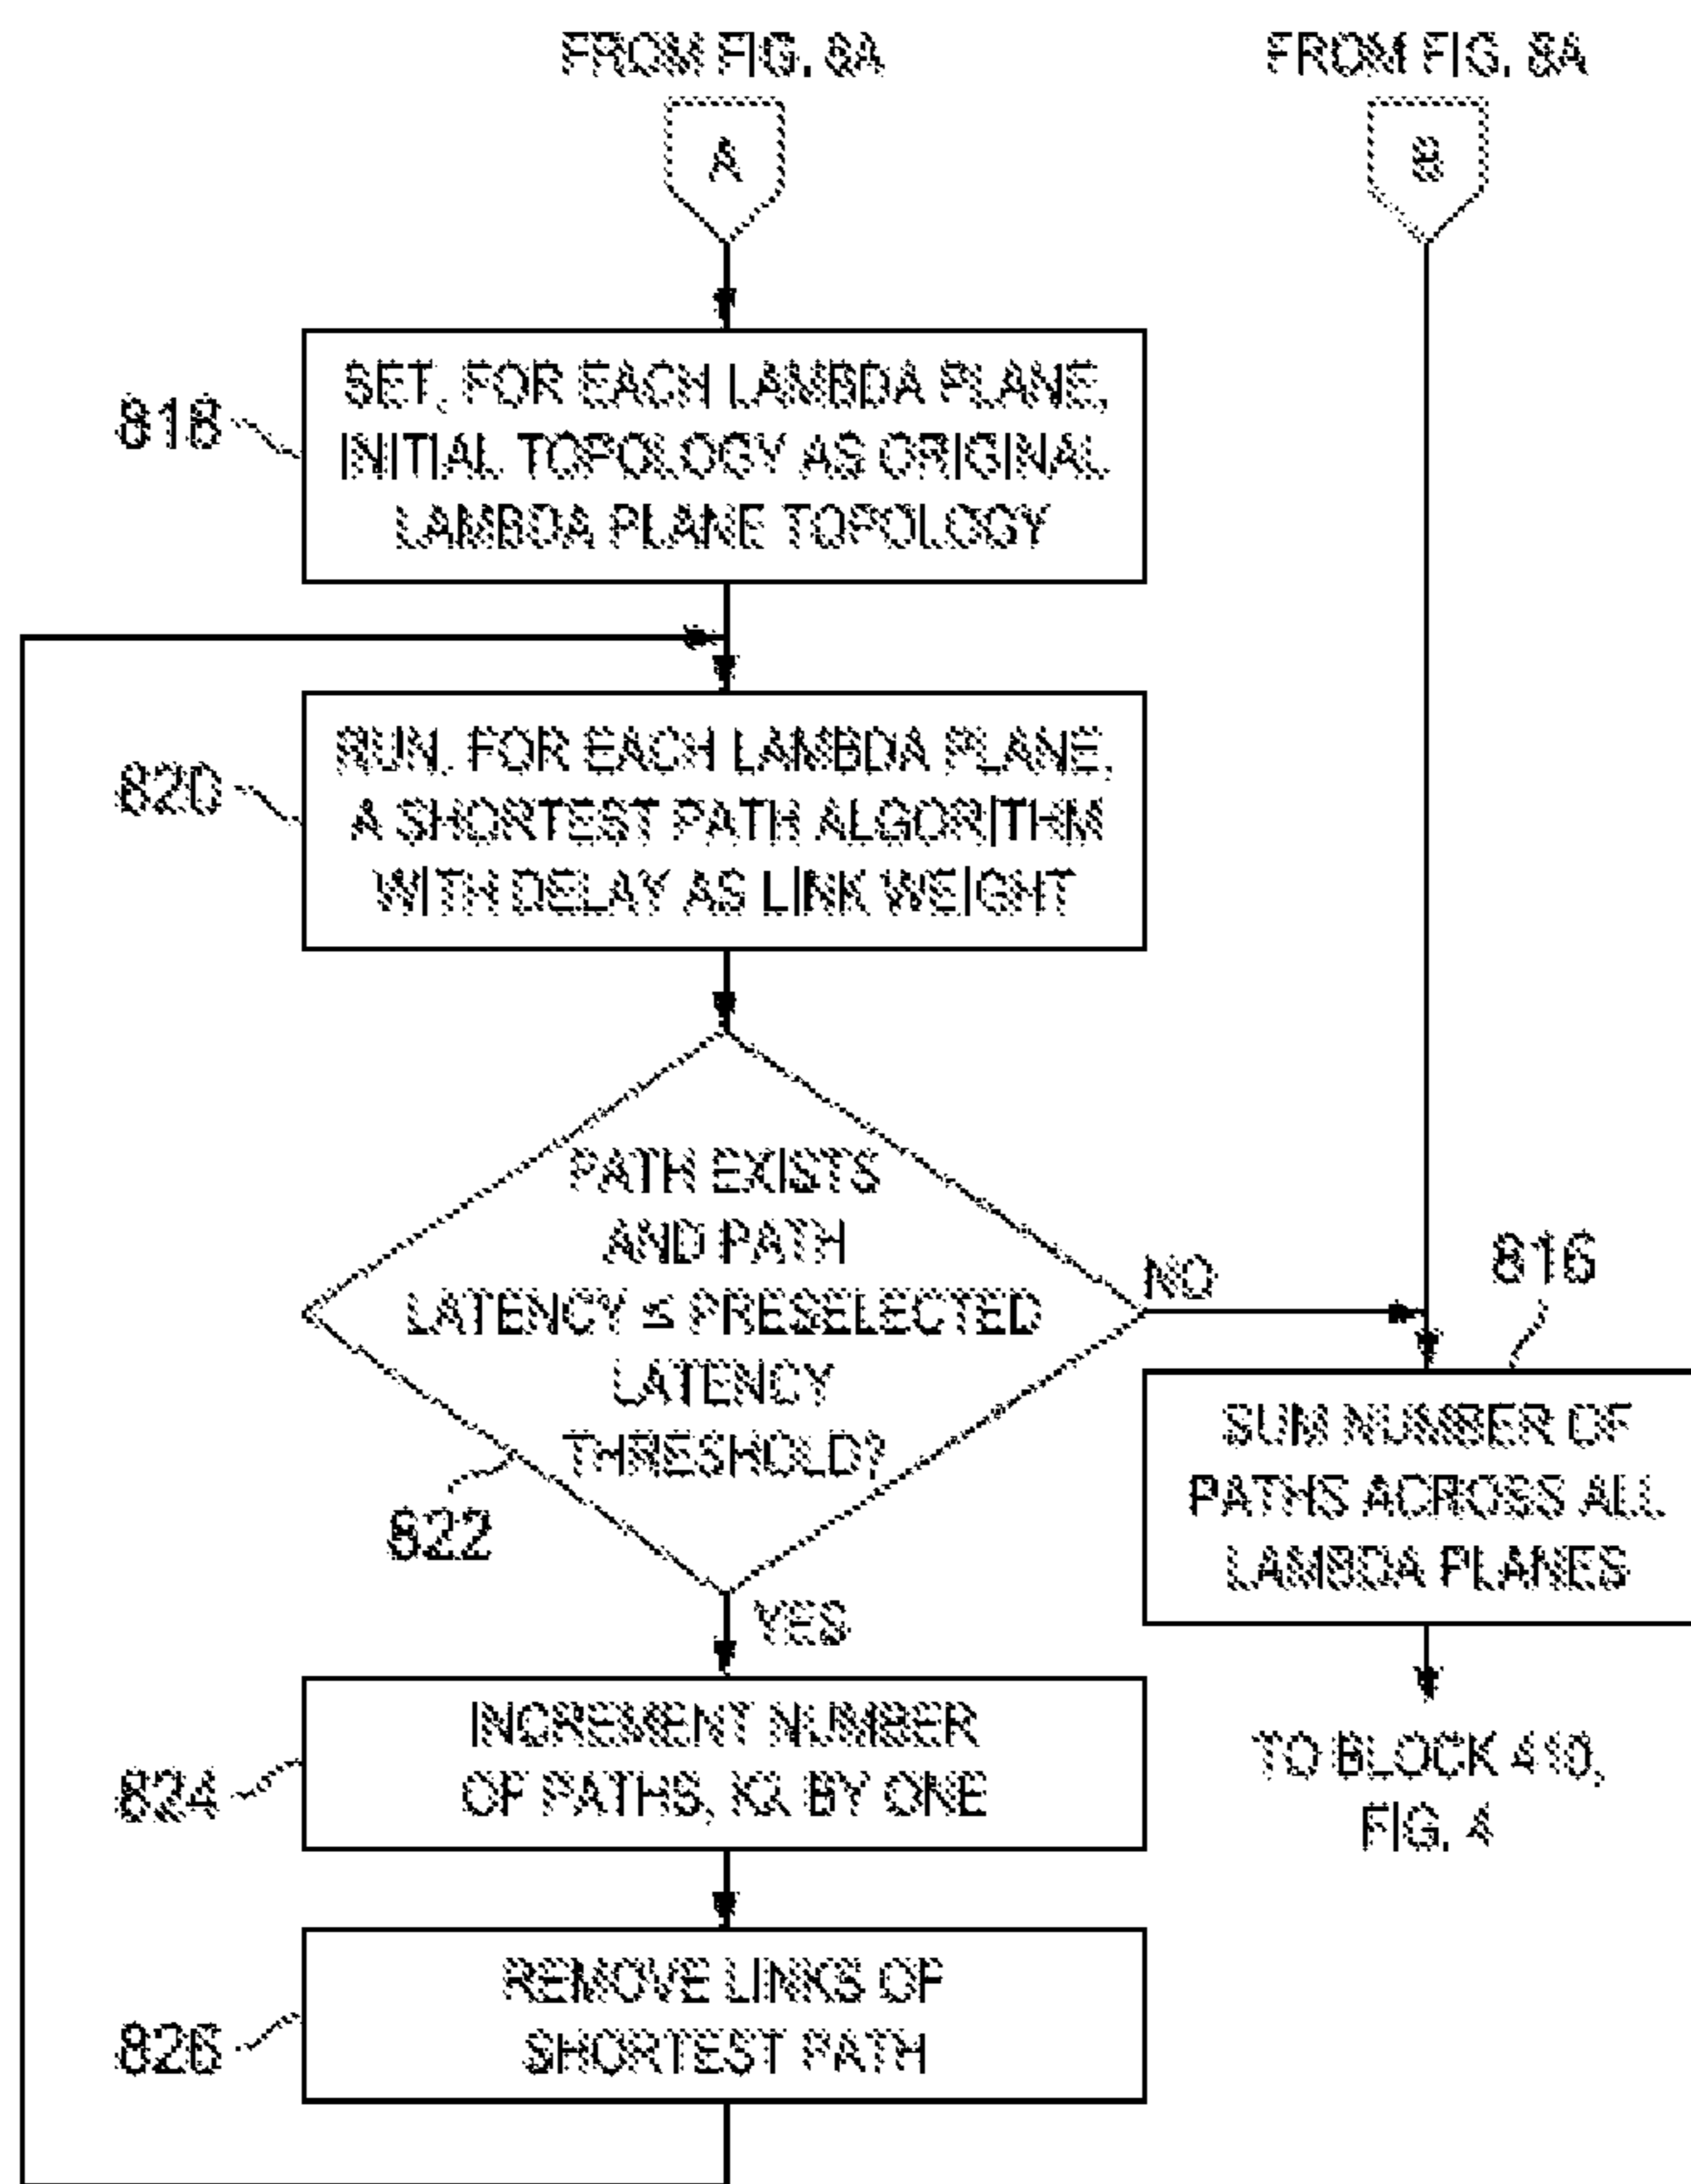 FROM FIG. 8A
A
FROM FIG. 8A
B
818
SET, FOR EACH LAMBDA PLANE,
INITIAL TOPOLOGY AS ORIGINAL
LAMBDA PLANE TOPOLOGY
820
RUN, FOR EACH LAMBDA PLANE,
A SHORTEST PATH ALGORITHM
WITH DELAY AS LINK WEIGHT
PATH EXISTS
AND PATH
LATENCY ≤ PRESELECTED
LATENCY
THRESHOLD?
822
NO
YES
816
SUM NUMBER OF
PATHS ACROSS ALL
LAMBDA PLANES
TO BLOCK 410,
FIG. 4
824
INCREMENT NUMBER
OF PATHS, BY ONE
826
REMOVE LINKS OF
SHORTEST PATH